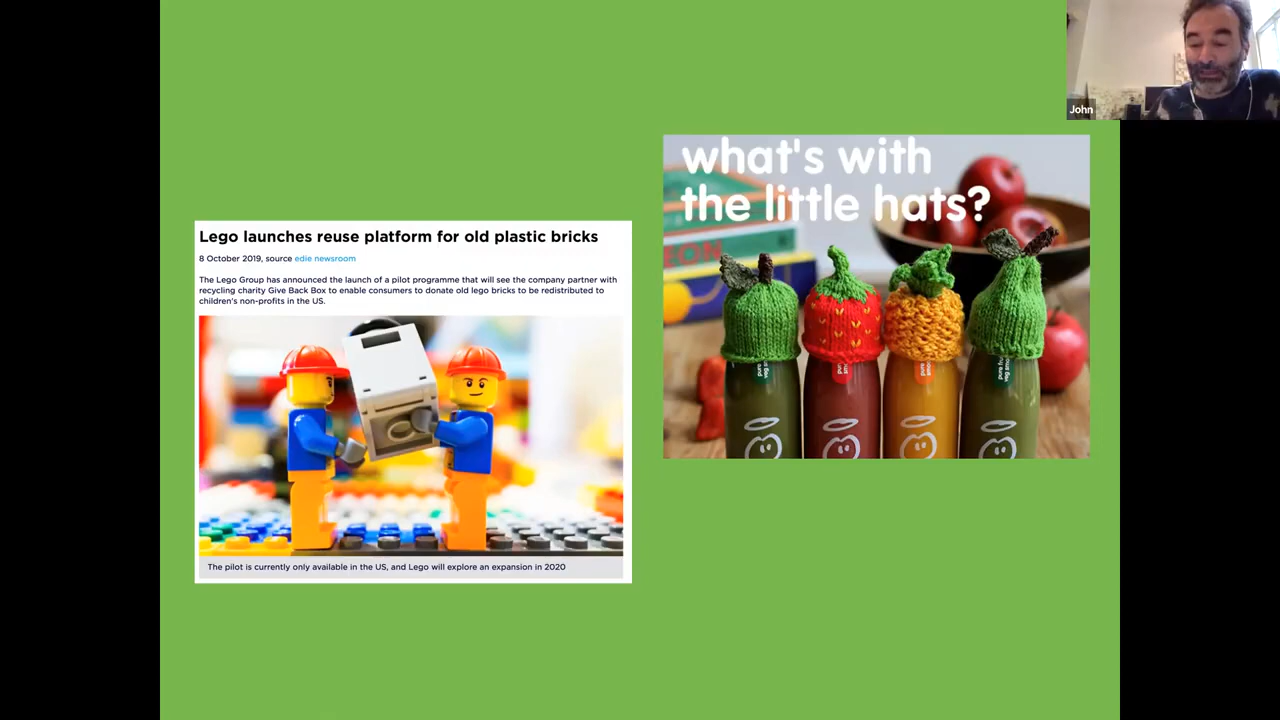 John
what's with
the little hats?
Lego launches reuse platform for old plastic bricks
8 October 2019, source edie newsroom
The Lego Group has announced the launch of a pilot programme that will see the company partner with
recycling charity Give Back Box to enable consumers to donate old lego bricks to be redistributed to
children's non-profits in the US.
The pilot is currently only available in the US, and Lego will explore an expansion in 2020